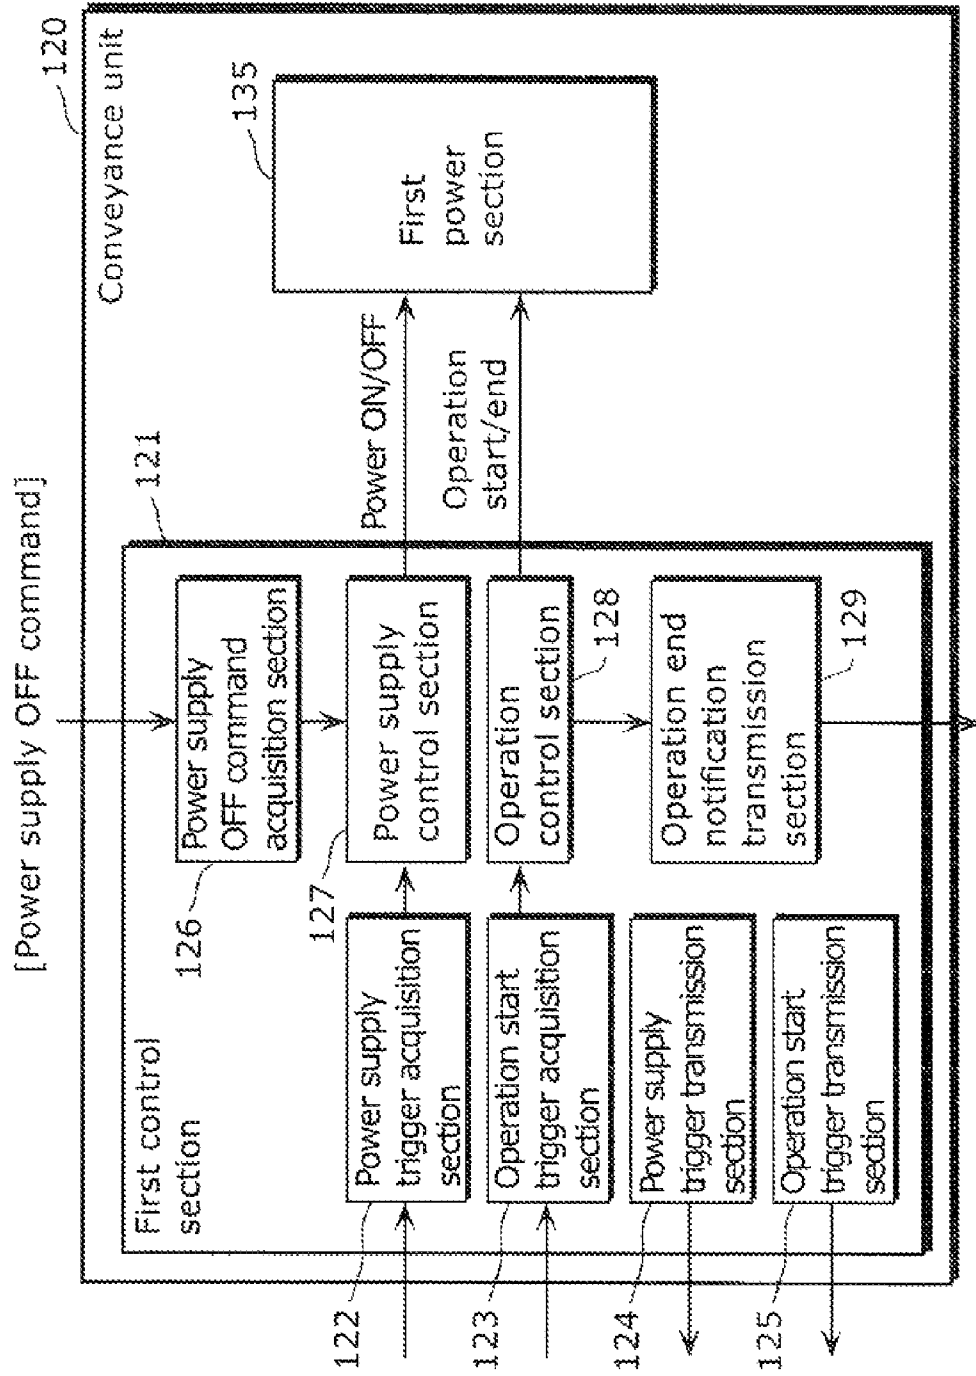 [Power supply OFF command]
120
Conveyance unit
First control
section
121
126
Power supply
OFF command
acquisition section
122
Power supply
trigger acquisition
section
127
Power supply
control section
Power ON/OFF
135
First
power
section
123
Operation start
trigger acquisition
section
Operation
control section
128
Operation
start/end
124
Power supply
trigger transmission
section
Operation end
notification
transmission
section
129
125
Operation start
trigger transmission
section